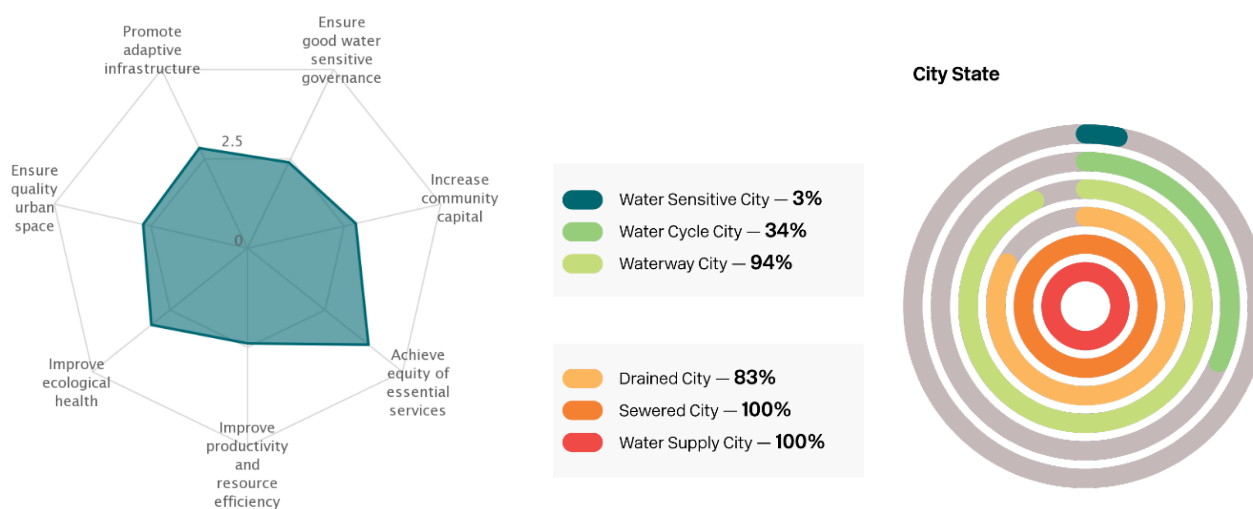 Promote
adaptive
infrastructure
Ensure
good water
sensitive
governance
2.5
Ensure
quality
urban
space
Increase
community
capital
0
Improve
ecological
health
Achieve
equity of
essential
services
Improve
productivity
and
resource
efficiency
Water Sensitive City — 3%
Water Cycle City — 34%
Waterway City — 94%
Drained City — 83%
Sewered City — 100%
Water Supply City — 100%
City State